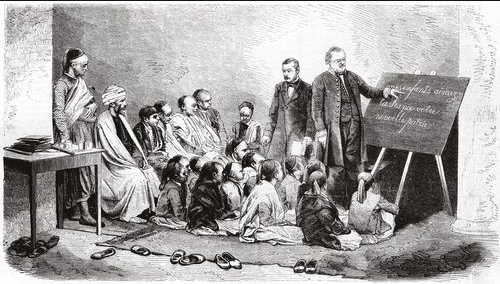 enfants aimez
la France votre
nouvelle patrie